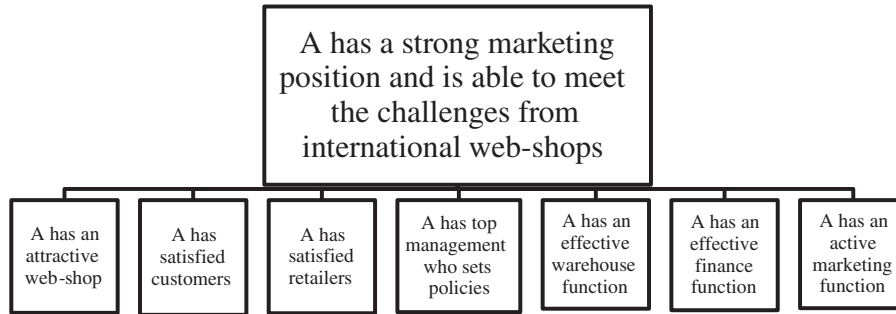 A has a strong marketing
position and is able to meet
the challenges from
international web-shops
A has an
attractive
web-shop
A has
satisfied
customers
A has
satisfied
retailers
A has top
management
who sets
policies
A has an
effective
warehouse
function
A has an
effective
finance
function
A has an
active
marketing
function